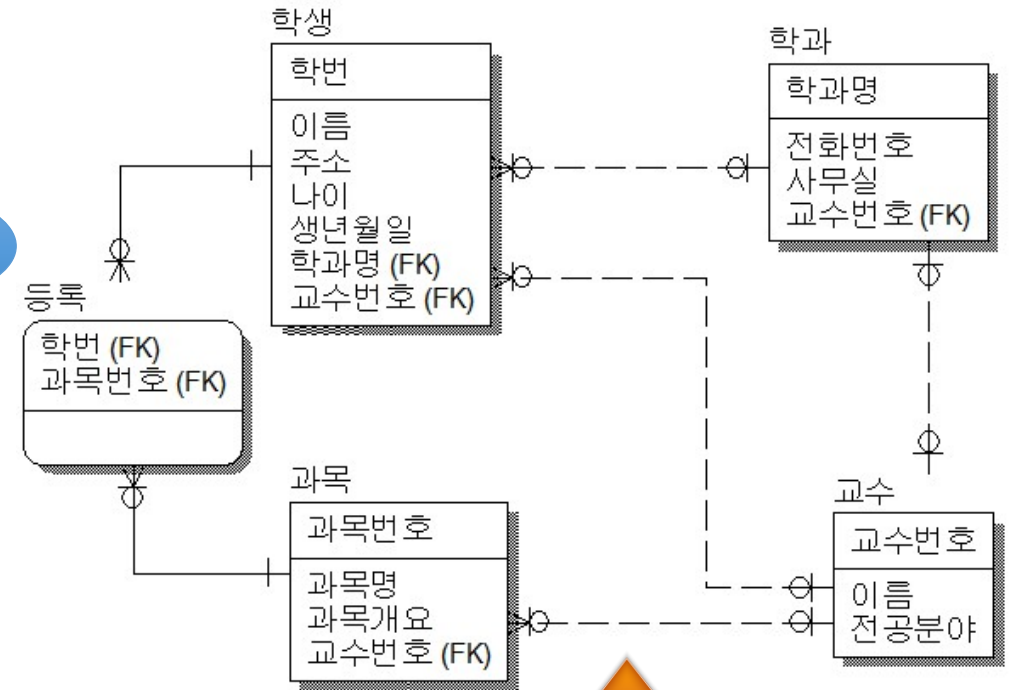 학생
학번
이름
주소
나이
생년월일
학과명 (FK)
교수번호 (FK)
학과
학과명
전화번호
사무실
교수번호 (FK)
등록
학번 (FK)
과목번호 (FK)
과목
과목번호
과목명
과목개요
교수번호 (FK)
교수
교수번호
이름
전공분야